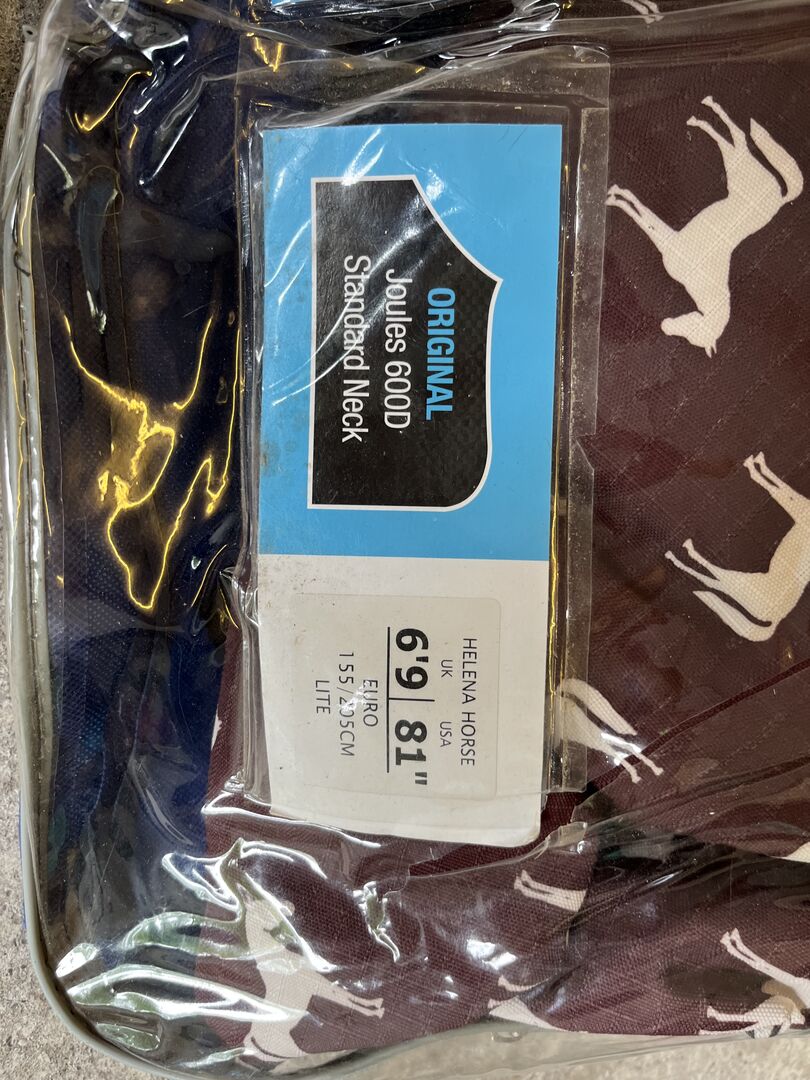 ORIGINAL
Joules 600D
Standard Neck
HELENA HORSE
UK USA
6'9 81"
EURO
155/205CM
LITE